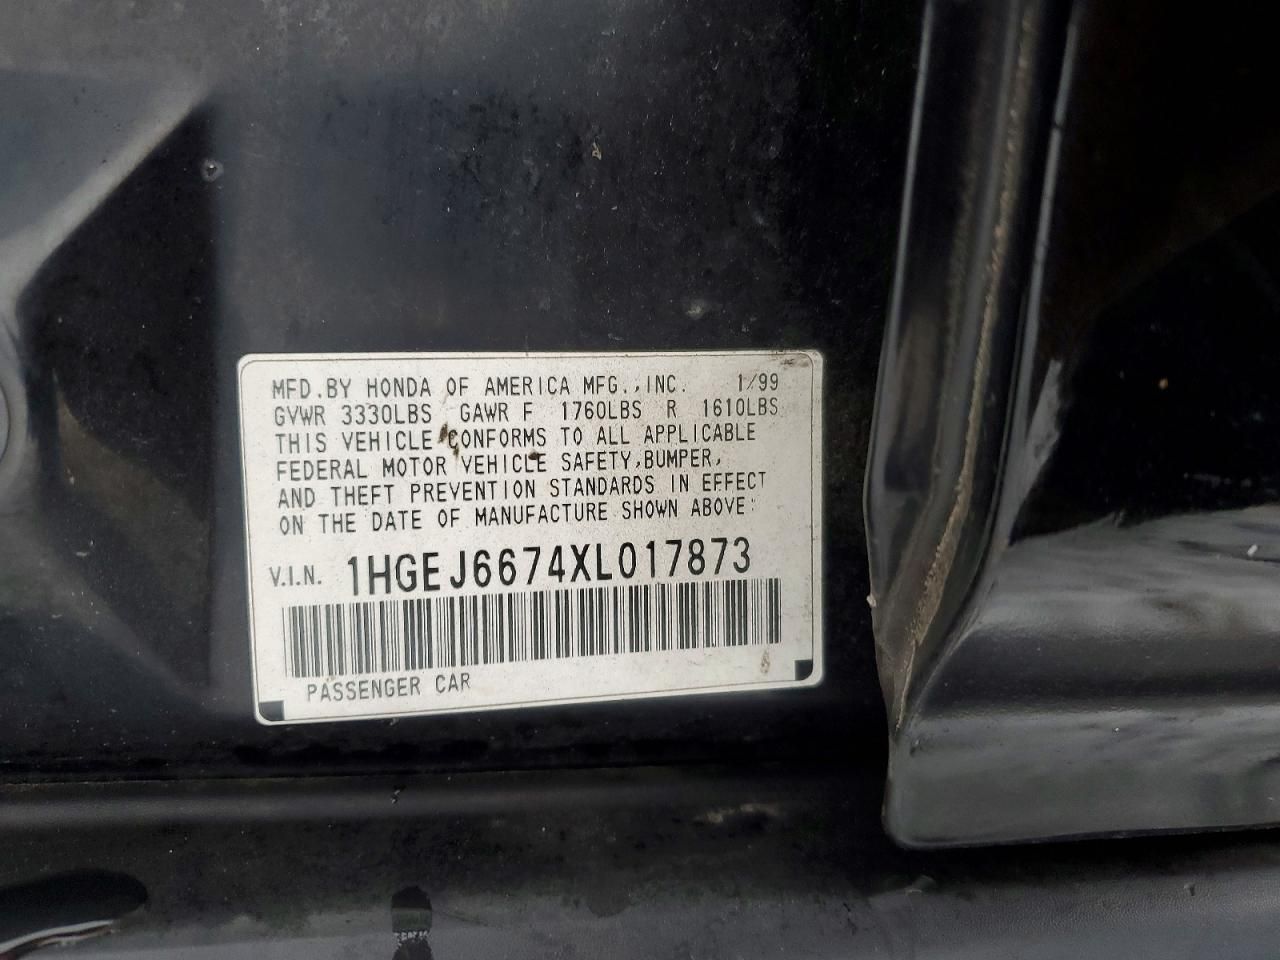 MFD.BY HONDA OF AMERICA MFG.,INC. 1/99
GVWR 3330LBS GAWR F 1760LBS R 1610LBS
THIS VEHICLE CONFORMS TO ALL APPLICABLE
FEDERAL MOTOR VEHICLE SAFETY,BUMPER,
AND THEFT PREVENTION STANDARDS IN EFFECT
ON THE DATE OF MANUFACTURE SHOWN ABOVE:
V.I.N. 1HGEJ6674XL017873
PASSENGER CAR